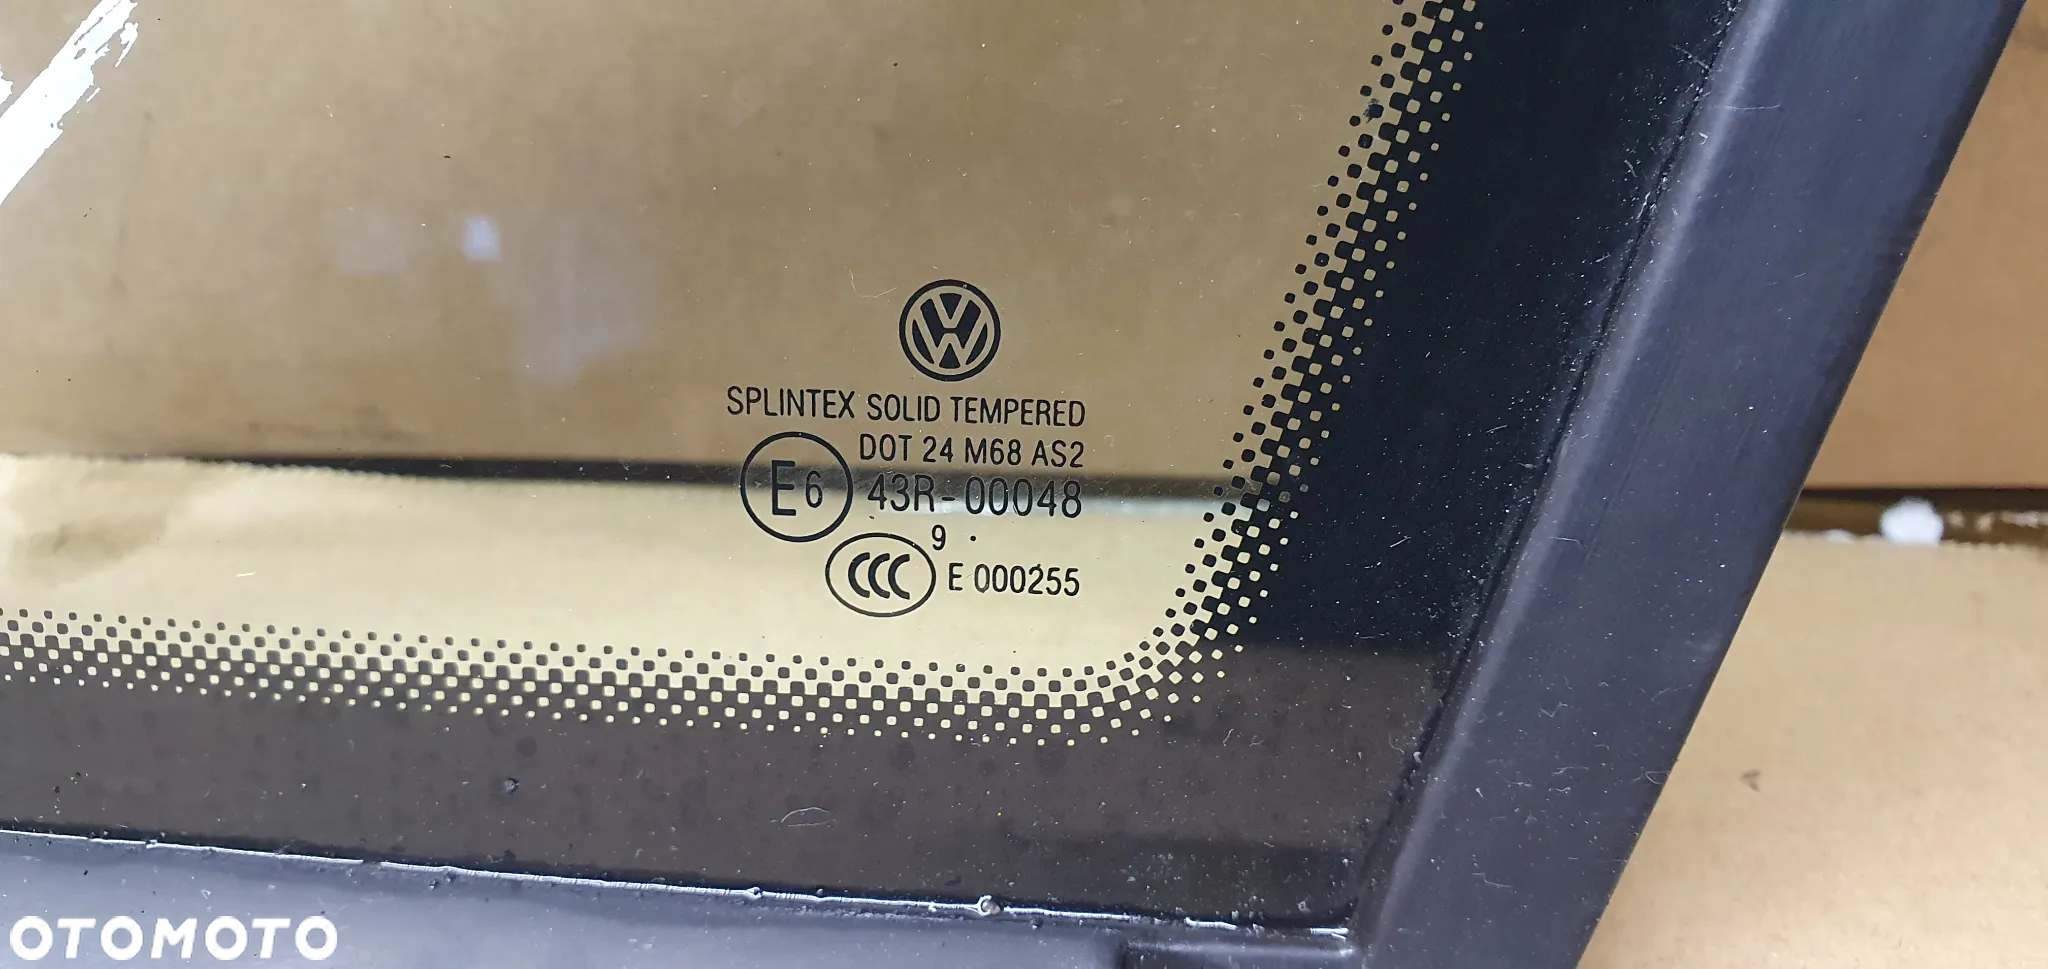 SPLINTEX SOLID TEMPERED
DOT 24 M68 AS2
E6 43R-00048
9 .
CCC E 000255
OTOMOTO